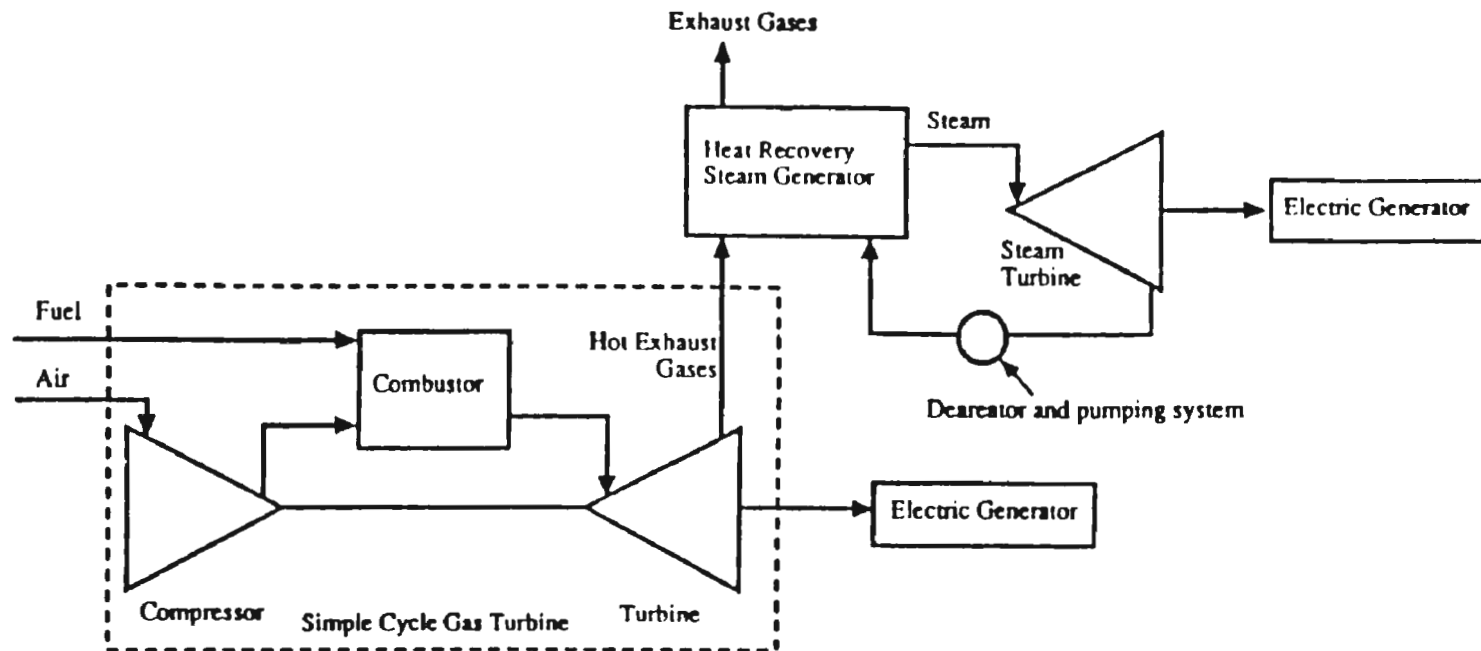 Exhaust Gases
Steam
Heat Recovery
Steam Generator
Electric Generator
Steam
Turbine
Fuel
Hot Exhaust
Gases
Air
Combustor
Deareator and pumping system
Electric Generator
Compressor
Simple Cycle Gas Turbine
Turbine